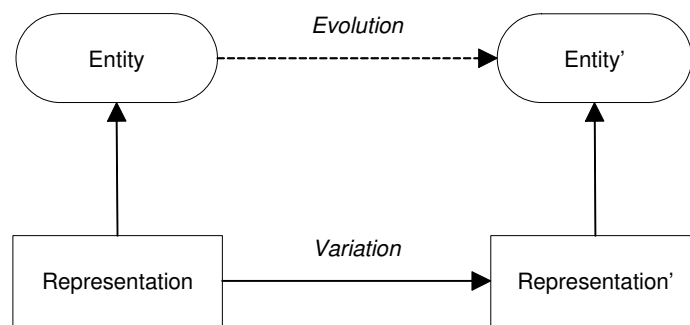 Evolution
Entity
Entity’
Variation
Representation
Representation’